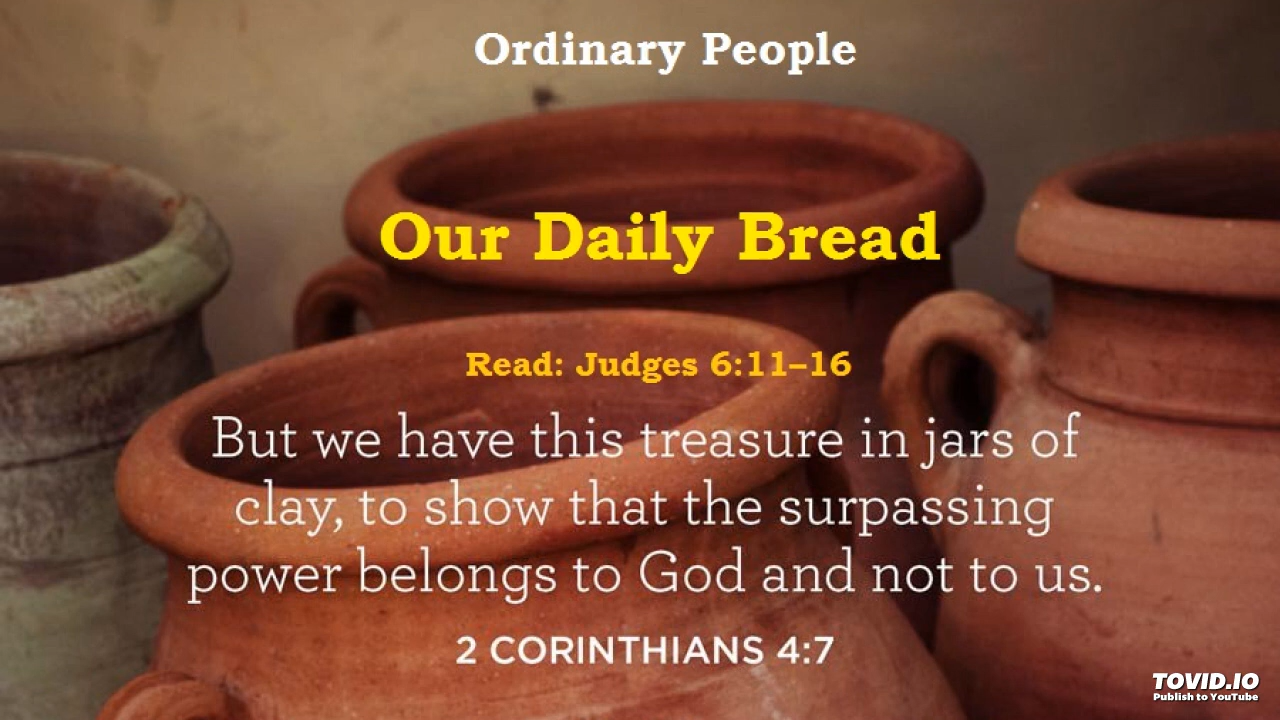 Ordinary People
Our Daily Bread
Read: Judges 6:11–16
But we have this treasure in jars of
clay, to show that the surpassing
power belongs to God and not to us.
2 CORINTHIANS 4:7
TOVID.IO
Publish to YouTube